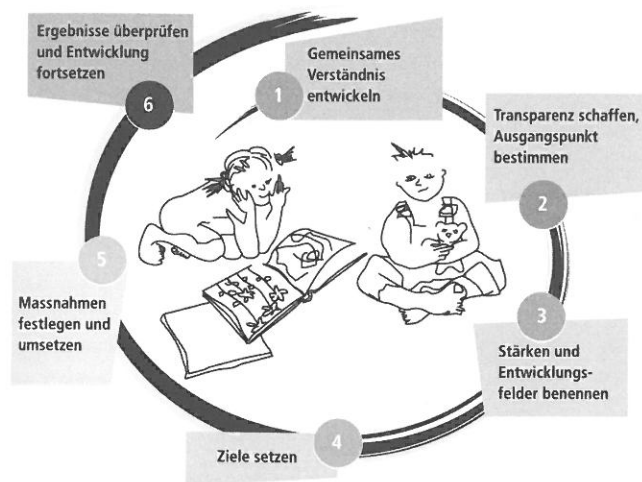 1
Gemeinsames
Verständnis
entwickeln
2
Transparenz schaffen,
Ausgangspunkt
bestimmen
3
Stärken und
Entwicklungs-
felder benennen
4
Ziele setzen
5
Massnahmen
festlegen und
umsetzen
6
Ergebnisse überprüfen
und Entwicklung
fortsetzen